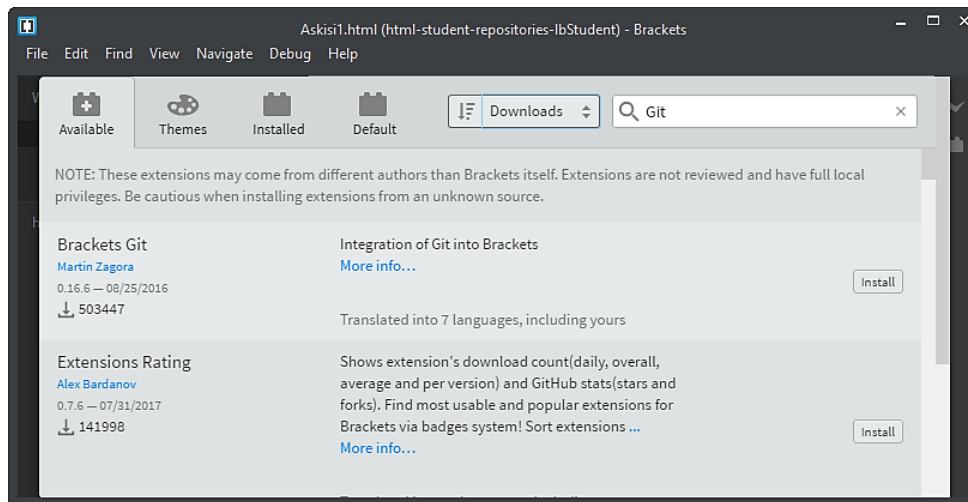 Askisi1.html (html-student-repositories-IbStudent) - Brackets
File Edit Find View Navigate Debug Help
Available Themes Installed Default Downloads Git
NOTE: These extensions may come from different authors than Brackets itself. Extensions are not reviewed and have full local
privileges. Be cautious when installing extensions from an unknown source.
Brackets Git
Martin Zagora
0.16.6 — 08/25/2016
503447
Integration of Git into Brackets
More info...
Translated into 7 languages, including yours
Install
Extensions Rating
Alex Bardanov
0.7.6 — 07/31/2017
141998
Shows extension's download count(daily, overall,
average and per version) and GitHub stats(stars and
forks). Find most usable and popular extensions for
Brackets via badges system! Sort extensions ...
More info...
Install